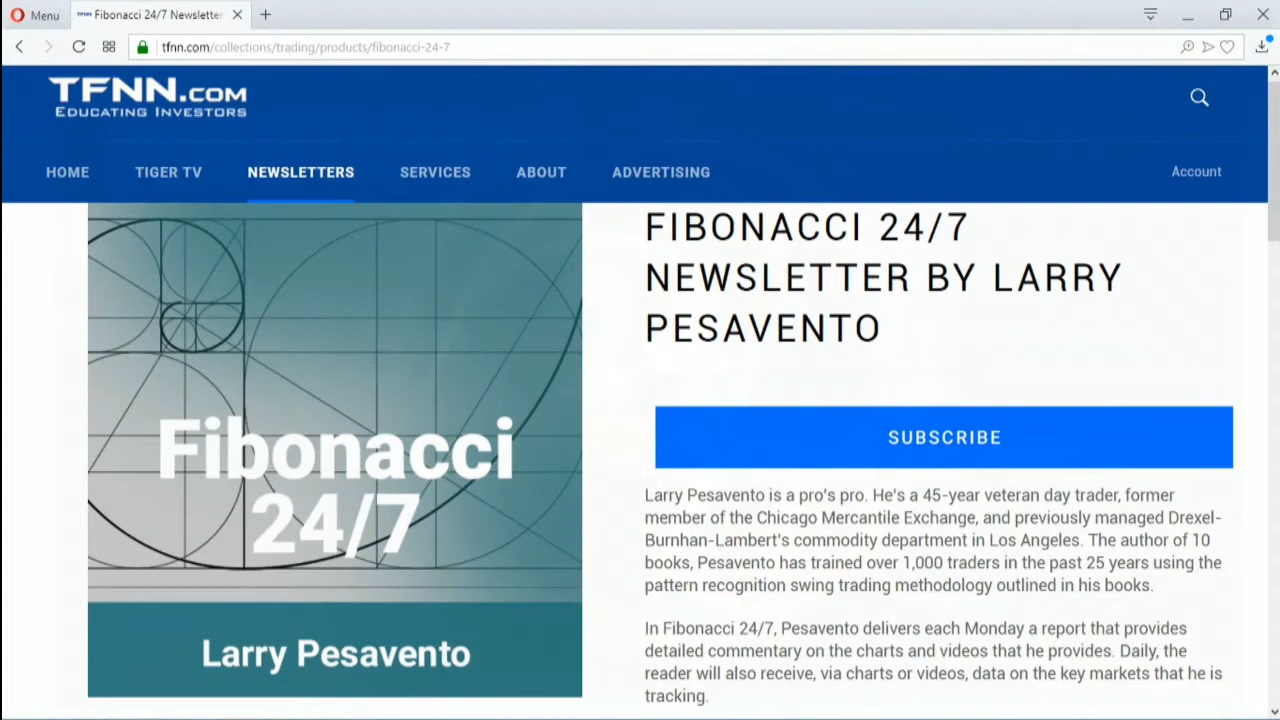 Menu
TFNN
Fibonacci 24/7 Newsletter
tfnn.com/collections/trading/products/fibonacci-24-7
TFNN.COM
EDUCATING INVESTORS
HOME
TIGER TV
NEWSLETTERS
SERVICES
ABOUT
ADVERTISING
Account
Fibonacci
24/7
Larry Pesavento
FIBONACCI 24/7
NEWSLETTER BY LARRY
PESAVENTO
SUBSCRIBE
Larry Pesavento is a pro's pro. He's a 45-year veteran day trader, former
member of the Chicago Mercantile Exchange, and previously managed Drexel-
Burnhan-Lambert's commodity department in Los Angeles. The author of 10
books, Pesavento has trained over 1,000 traders in the past 25 years using the
pattern recognition swing trading methodology outlined in his books.
In Fibonacci 24/7, Pesavento delivers each Monday a report that provides
detailed commentary on the charts and videos that he provides. Daily, the
reader will also receive, via charts or videos, data on the key markets that he is
tracking.